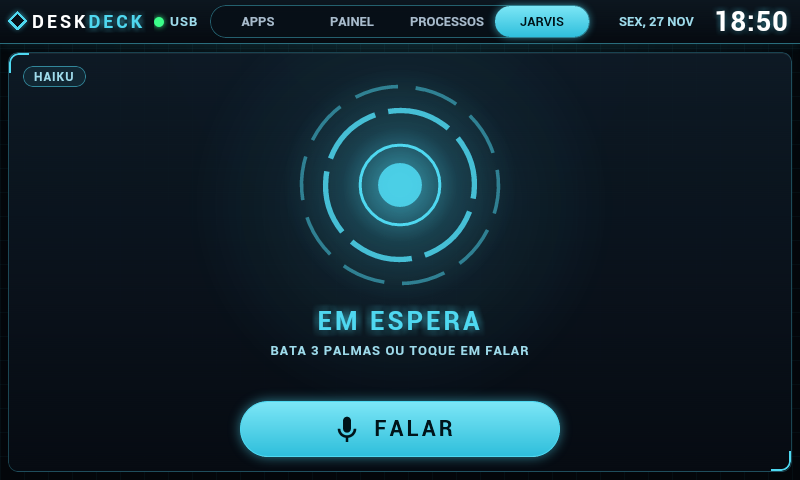 DESKDECK USB APPS PAINEL PROCESSOS JARVIS SEX, 27 NOV 18:50
HAIKU
EM ESPERA
BATA 3 PALMAS OU TOQUE EM FALAR
FALAR